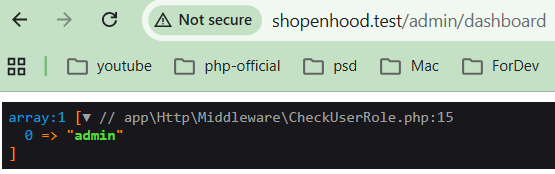 Not secure shopenhood.test/admin/dashboard
youtube php-official psd Mac ForDev
array:1 [▼ // app\Http\Middleware\CheckUserRole.php:15
0 => "admin"
]